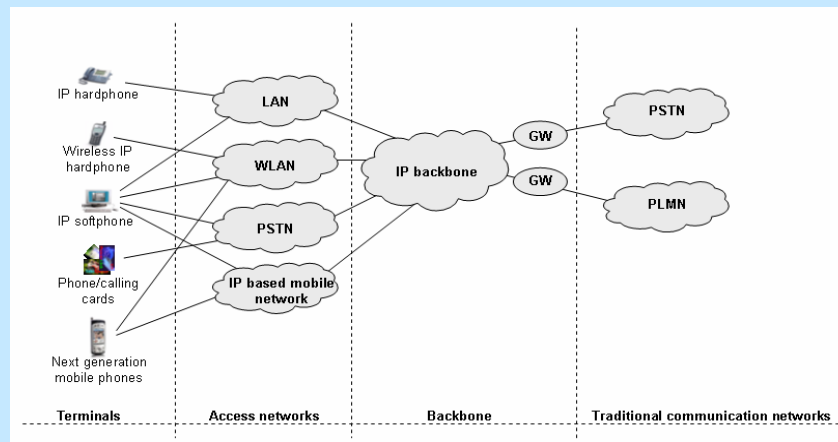 IP hardphone
Wireless IP
hardphone
IP softphone
Phone/calling
cards
Next generation
mobile phones
LAN
WLAN
PSTN
IP based mobile
network
IP backbone
GW
GW
PSTN
PLMN
Terminals
Access networks
Backbone
Traditional communication networks